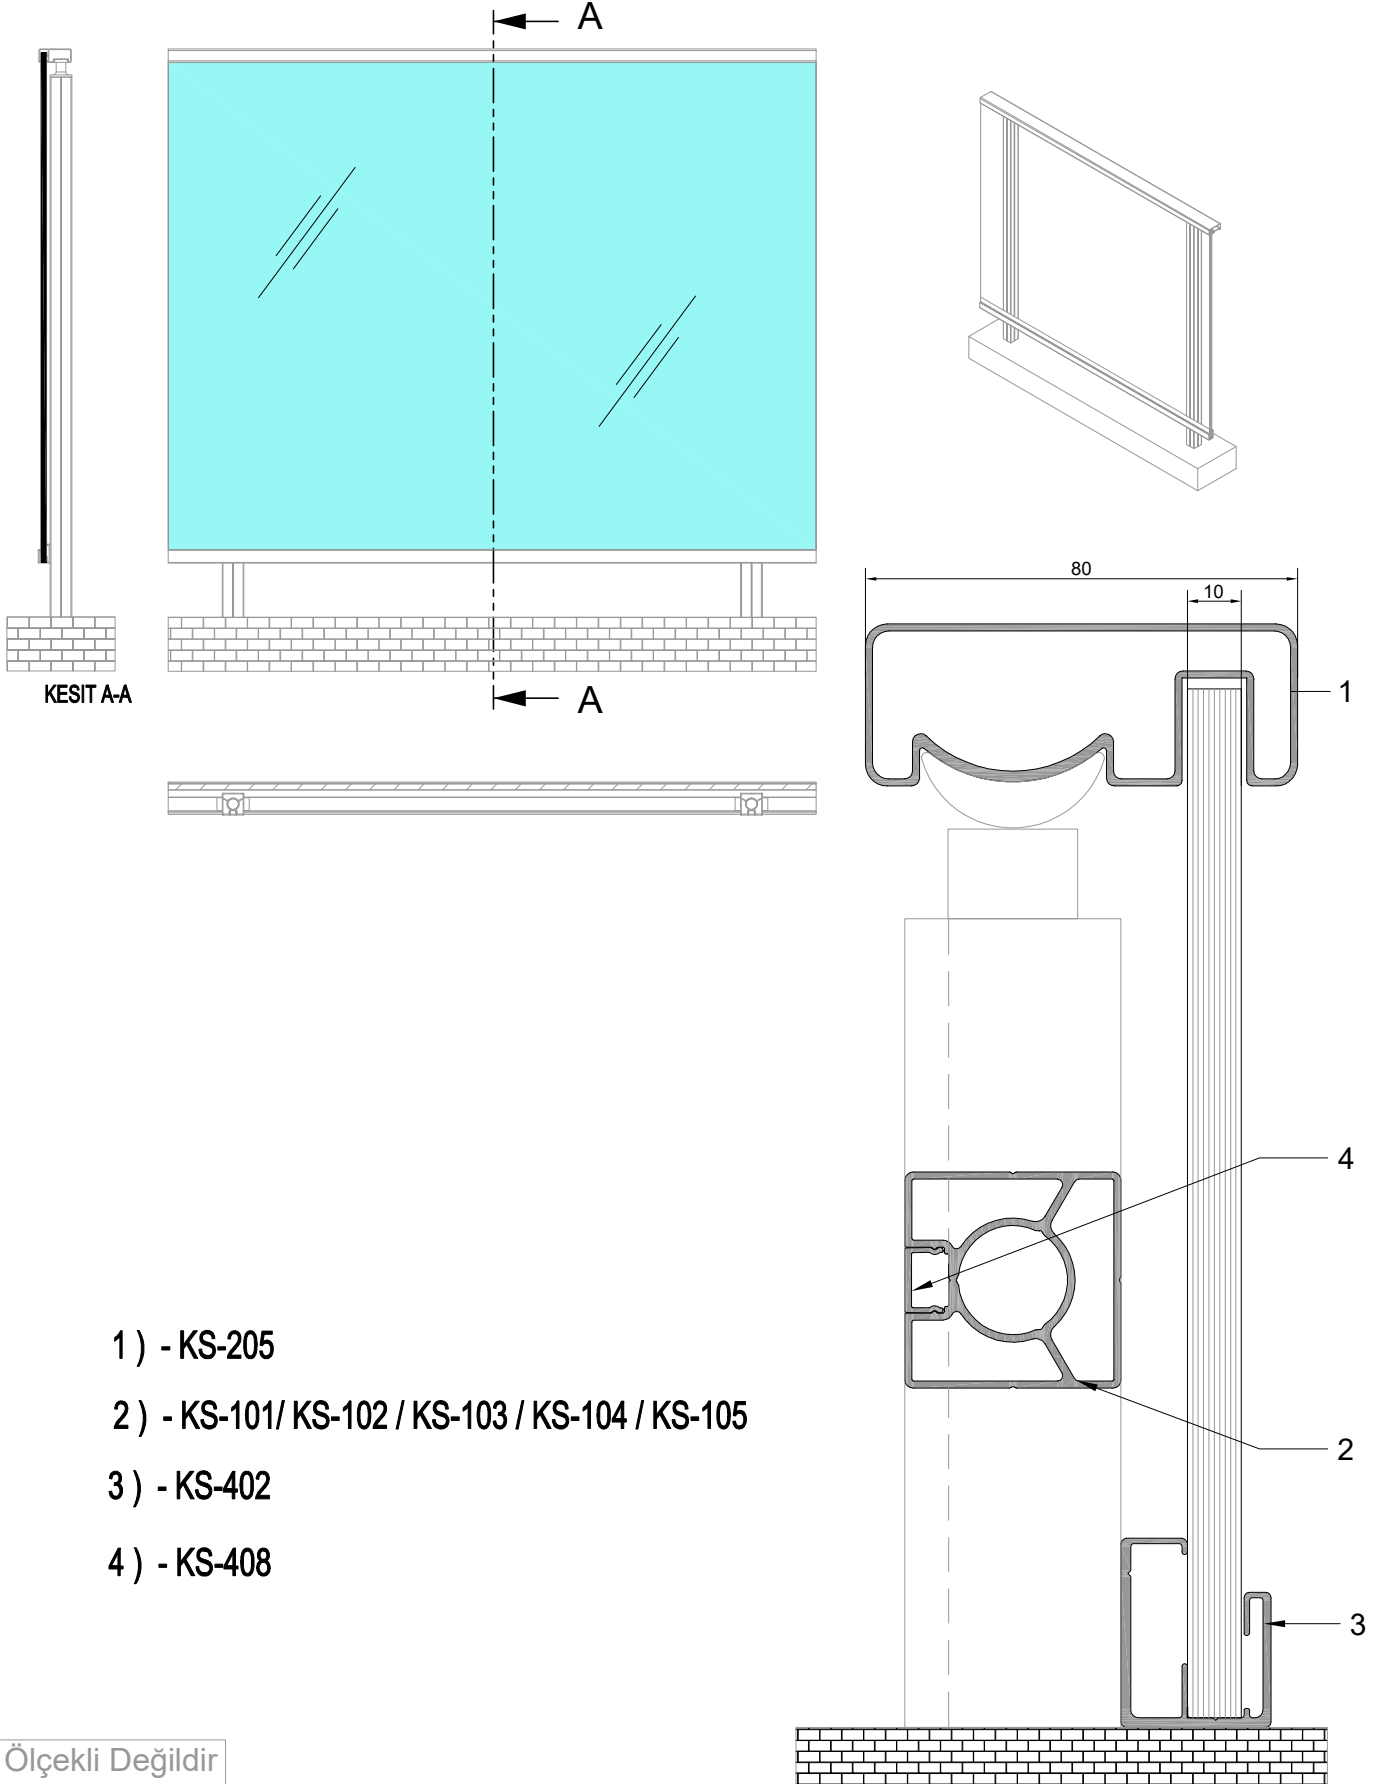 A
KESIT A-A
A
80
10
1
4
2
3
1 ) - KS-205
2 ) - KS-101/ KS-102 / KS-103 / KS-104 / KS-105
3 ) - KS-402
4 ) - KS-408
Ölçekli Değildir